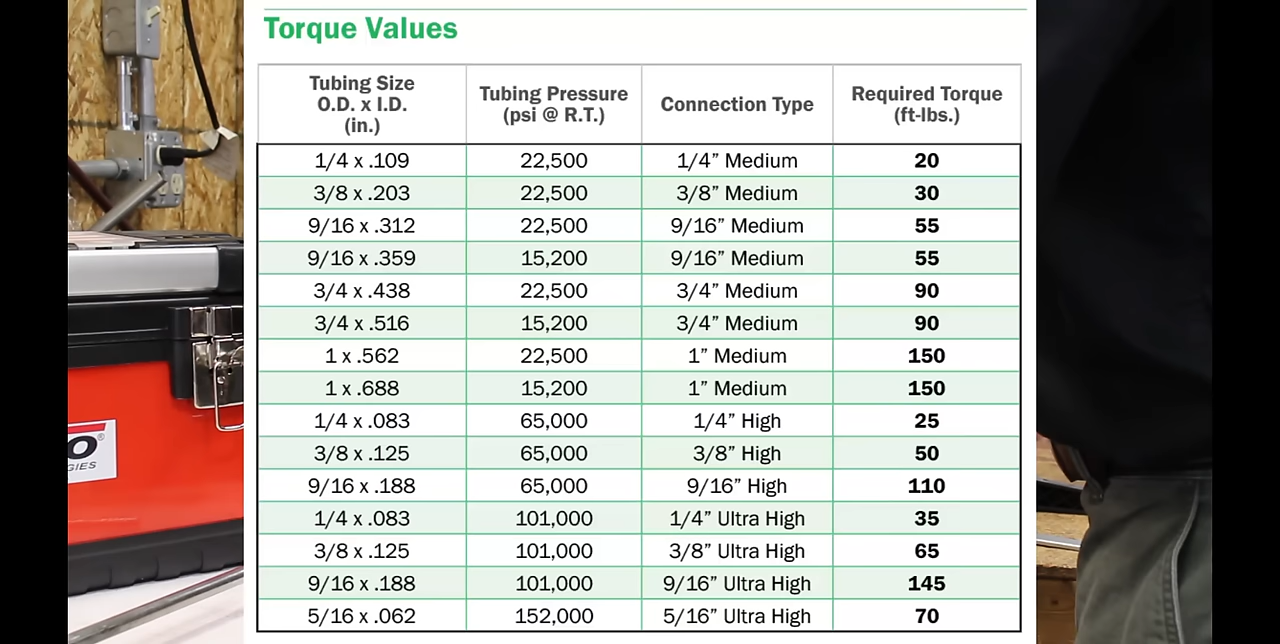 Torque Values
Tubing Size O.D. x I.D. (in.) Tubing Pressure (psi @ R.T.) Connection Type Required Torque (ft-lbs.)
1/4 x .109 22,500 1/4” Medium 20
3/8 x .203 22,500 3/8” Medium 30
9/16 x .312 22,500 9/16” Medium 55
9/16 x .359 15,200 9/16” Medium 55
3/4 x .438 22,500 3/4” Medium 90
3/4 x .516 15,200 3/4” Medium 90
1 x .562 22,500 1” Medium 150
1 x .688 15,200 1” Medium 150
1/4 x .083 65,000 1/4” High 25
3/8 x .125 65,000 3/8” High 50
9/16 x .188 65,000 9/16” High 110
1/4 x .083 101,000 1/4” Ultra High 35
3/8 x .125 101,000 3/8” Ultra High 65
9/16 x .188 101,000 9/16” Ultra High 145
5/16 x .062 152,000 5/16” Ultra High 70